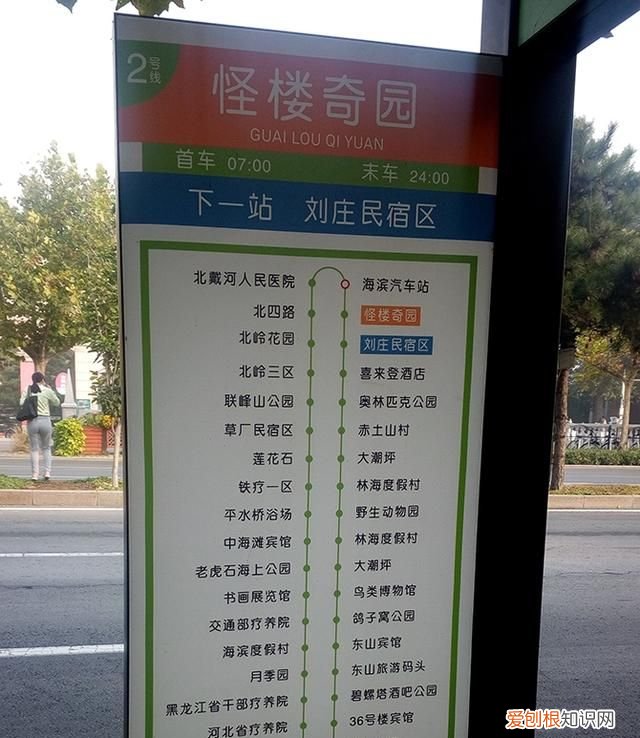 2号线
怪楼奇园
GUAI LOU QI YUAN
首车 07:00 末车 24:00
下一站 刘庄民宿区
北戴河人民医院
北四路
北岭花园
北岭三区
联峰山公园
草厂民宿区
莲花石
铁疗一区
平水桥浴场
中海滩宾馆
老虎石海上公园
书画展览馆
交通部疗养院
海滨度假村
月季园
黑龙江省干部疗养院
河北省疗养院
海滨汽车站
怪楼奇园
刘庄民宿区
喜来登酒店
奥林匹克公园
赤土山村
大潮坪
林海度假村
野生动物园
林海度假村
大潮坪
鸟类博物馆
鸽子窝公园
东山宾馆
东山旅游码头
碧螺塔酒吧公园
36号楼宾馆
爱刨根知识网